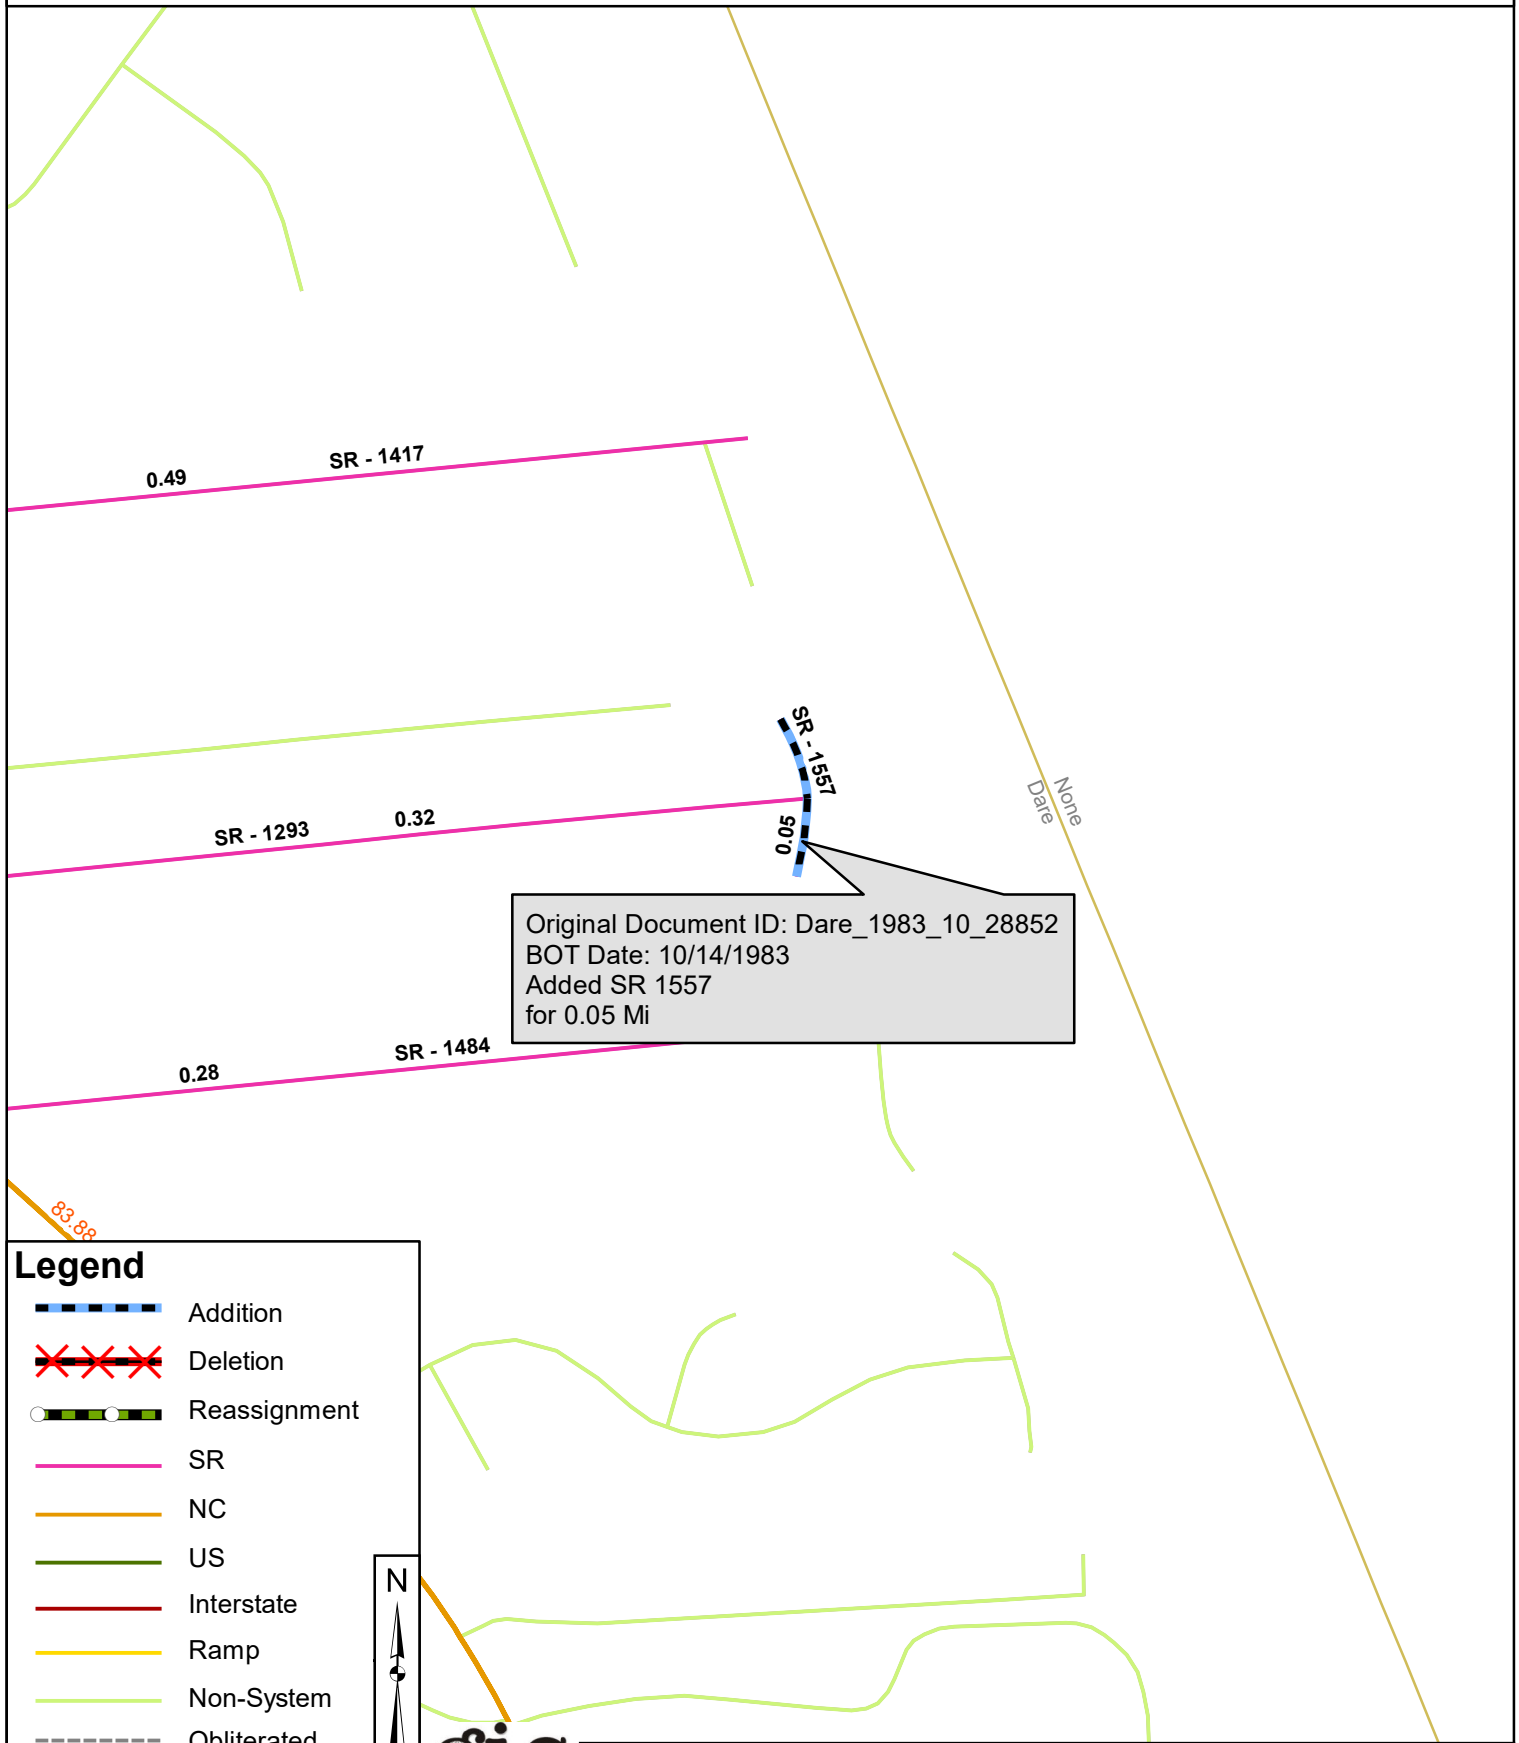 0.49
SR - 1417
SR - 1557
SR - 1293
0.32
0.05
None
Dare
Original Document ID: Dare_1983_10_28852
BOT Date: 10/14/1983
Added SR 1557
for 0.05 Mi
0.28
SR - 1484
83.88
Legend
Addition
Deletion
Reassignment
SR
NC
US
Interstate
Ramp
Non-System
Obliterated
N